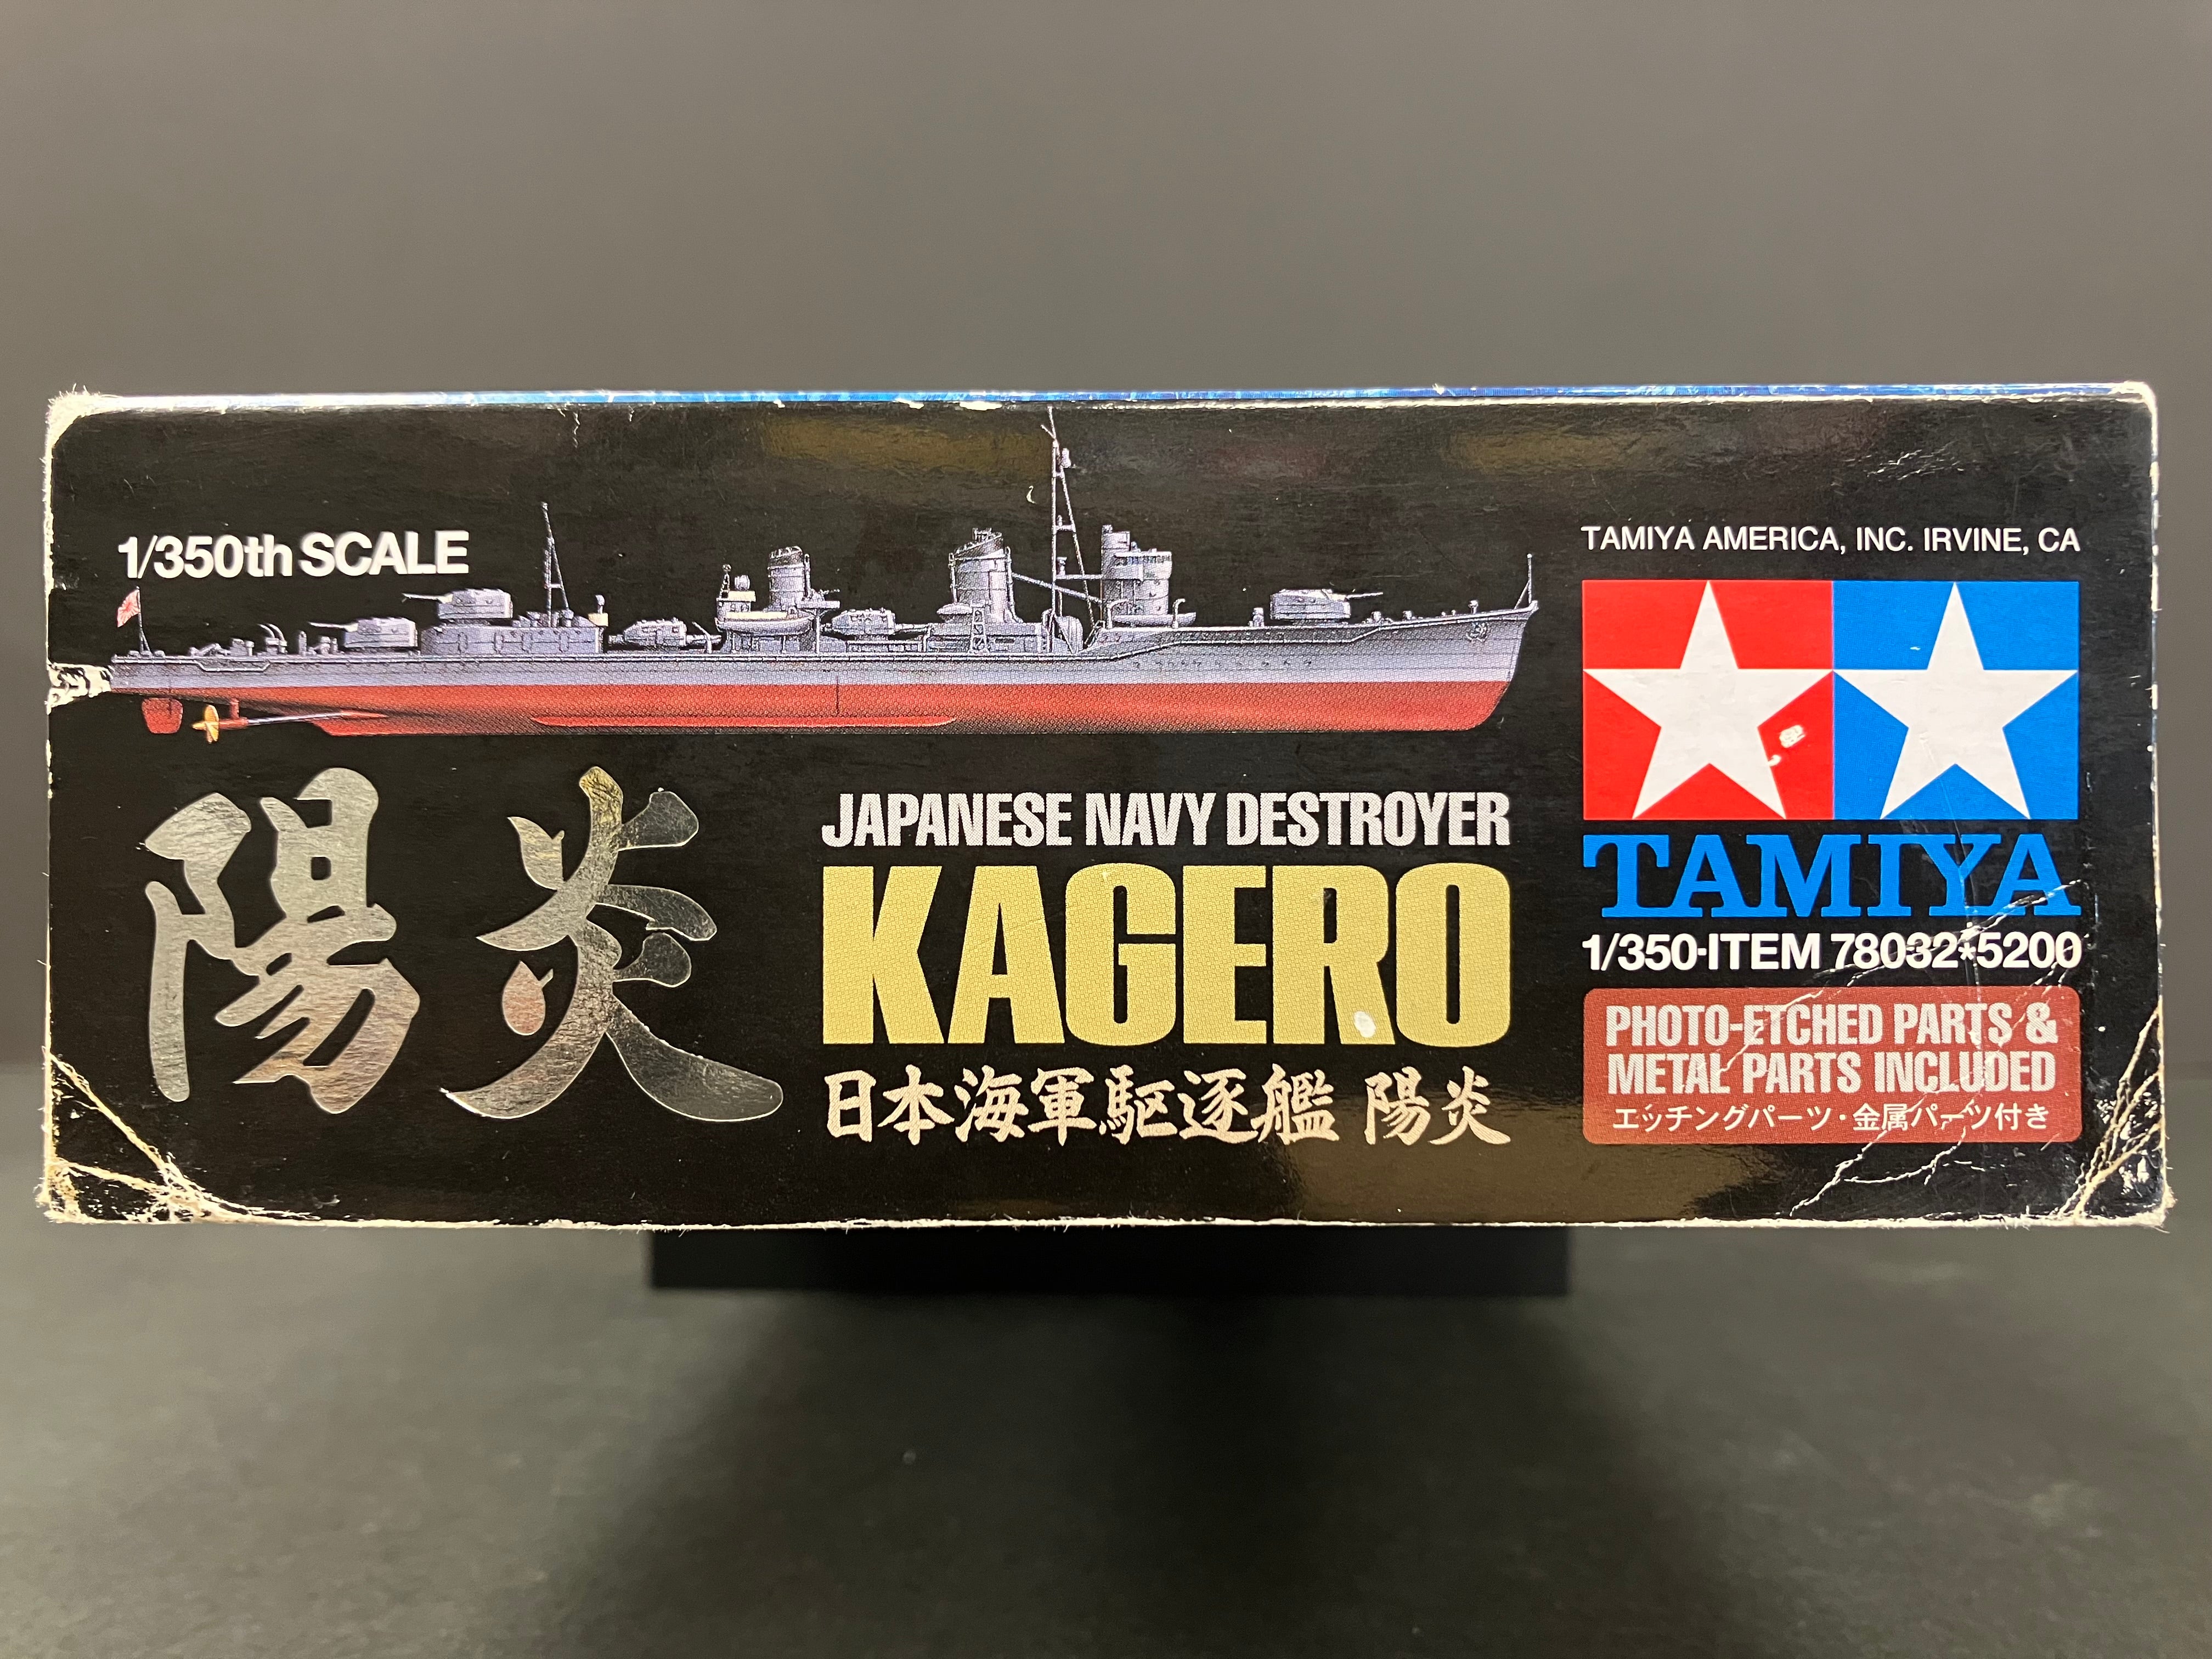 1/350th SCALE
陽炎
JAPANESE NAVY DESTROYER
KAGERO
日本海軍駆逐艦 陽炎
TAMIYA AMERICA, INC. IRVINE, CA
TAMIYA
1/350·ITEM 78032*5200
PHOTO-ETCHED PARTS &
METAL PARTS INCLUDED
エッチングパーツ・金属パーツ付き